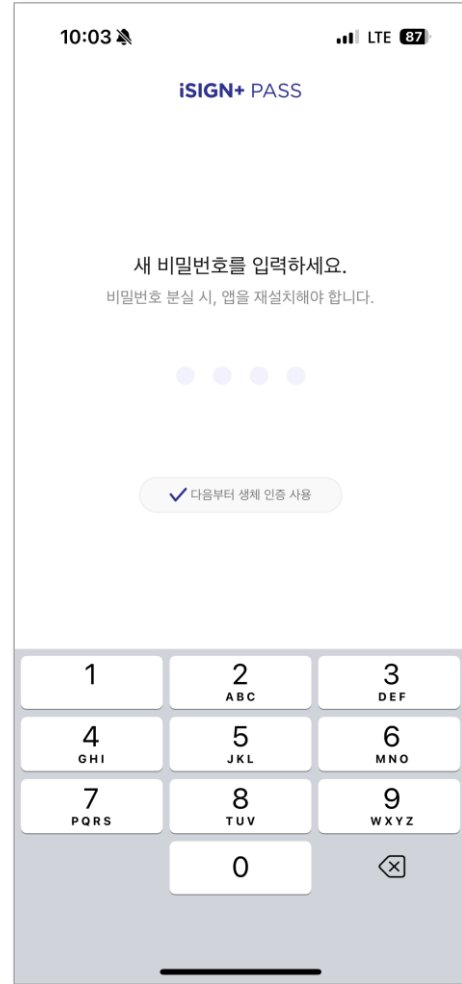 10:03 LTE 87
iSIGN+ PASS
새 비밀번호를 입력하세요.
비밀번호 분실 시, 앱을 재설치해야 합니다.
다음부터 생체 인증 사용
1 2 3
ABC DEF
4 5 6
GHI JKL MNO
7 8 9
PQRS TUV WXYZ
0